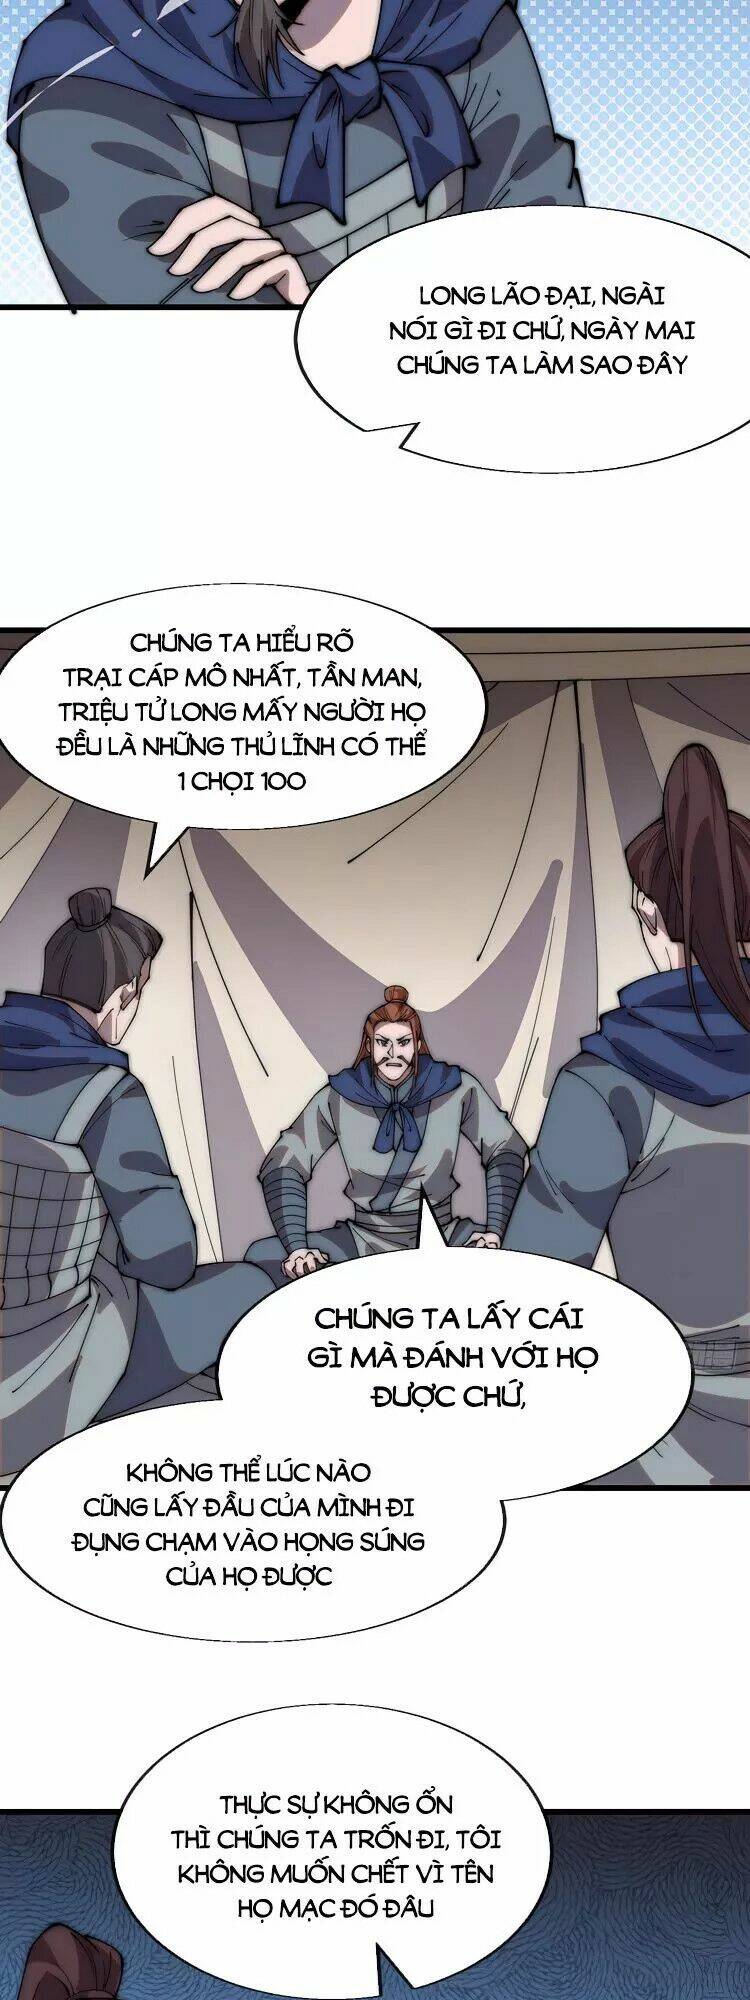 LONG LÃO ĐẠI, NGÀI
NÓI GÌ ĐI CHỨ, NGÀY MAI
CHÚNG TA LÀM SAO ĐÂY
CHÚNG TA HIỂU RÕ
TRẠI CÁP MÔ NHẤT, TẦN MAN,
TRIỆU TỬ LONG MẤY NGƯỜI HỌ
ĐỀU LÀ NHỮNG THỦ LĨNH CÓ THỂ
1 CHỌI 100
CHÚNG TA LẤY CÁI
GÌ MÀ ĐÁNH VỚI HỌ
ĐƯỢC CHỨ,
KHÔNG THỂ LÚC NÀO
CŨNG LẤY ĐẦU CỦA MÌNH ĐI
ĐỤNG CHẠM VÀO HỌNG SÚNG
CỦA HỌ ĐƯỢC
THỰC SỰ KHÔNG ỔN
THÌ CHÚNG TA TRỐN ĐI, TÔI
KHÔNG MUỐN CHẾT VÌ TÊN
HỌ MẠC ĐÓ ĐÂU